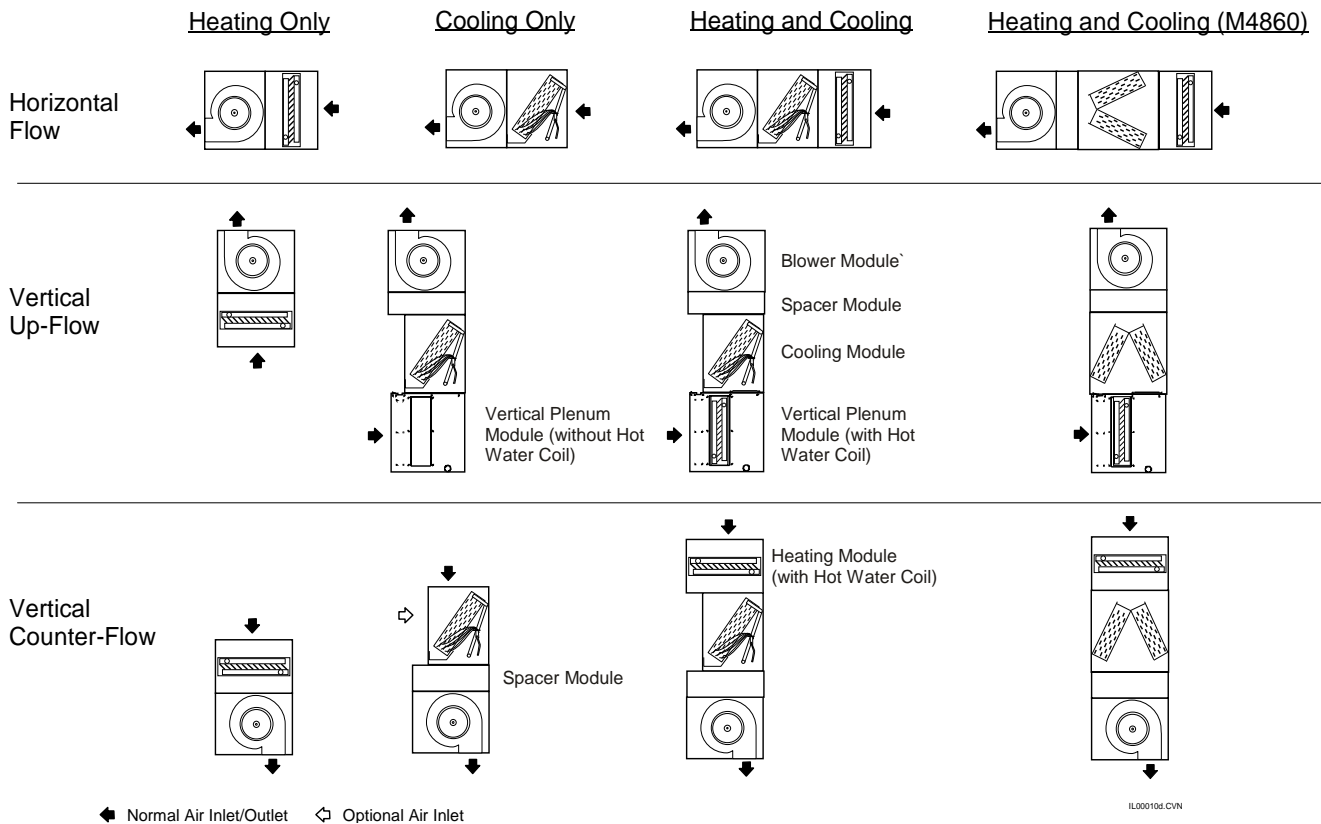 Heating Only
Cooling Only
Heating and Cooling
Heating and Cooling (M4860)
Horizontal
Flow
Vertical
Up-Flow
Blower Module`
Spacer Module
Cooling Module
Vertical Plenum
Module (without Hot
Water Coil)
Vertical Plenum
Module (with Hot
Water Coil)
Vertical
Counter-Flow
Spacer Module
Heating Module
(with Hot Water Coil)
Normal Air Inlet/Outlet
Optional Air Inlet
IL00010d.CVN